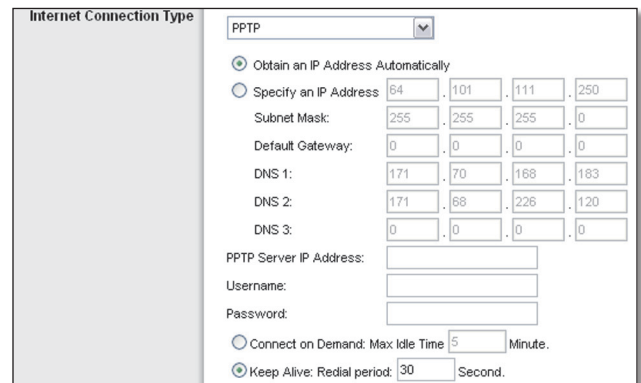 Internet Connection Type
PPTP
Obtain an IP Address Automatically
Specify an IP Address 64 . 101 . 111 . 250
Subnet Mask: 255 . 255 . 255 . 0
Default Gateway: 0 . 0 . 0 . 0
DNS 1: 171 . 70 . 168 . 183
DNS 2: 171 . 68 . 226 . 120
DNS 3: 0 . 0 . 0 . 0
PPTP Server IP Address:
Username:
Password:
Connect on Demand: Max Idle Time 5 Minute.
Keep Alive: Redial period: 30 Second.